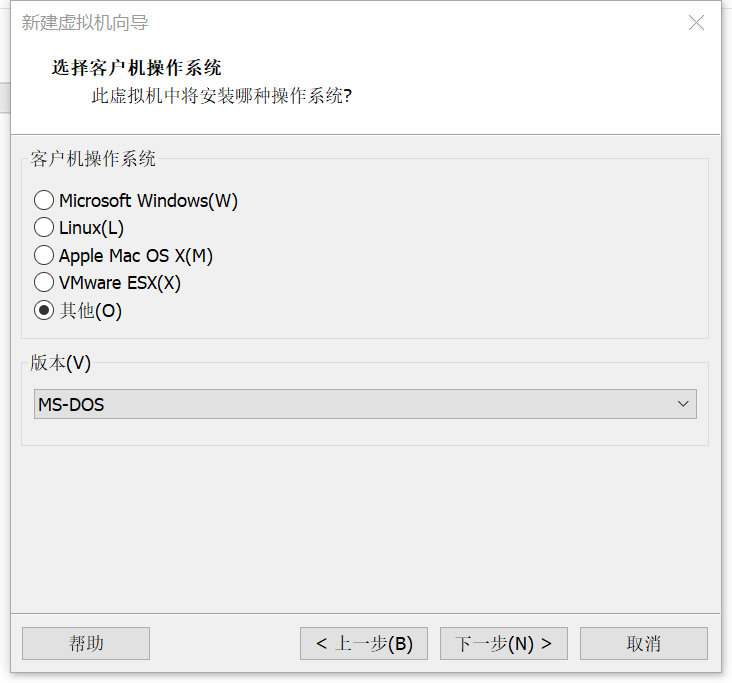 新建虚拟机向导
选择客户机操作系统
此虚拟机中将安装哪种操作系统?
客户机操作系统
Microsoft Windows(W)
Linux(L)
Apple Mac OS X(M)
VMware ESX(X)
其他(O)
版本(V)
MS-DOS
帮助
< 上一步(B)
下一步(N) >
取消